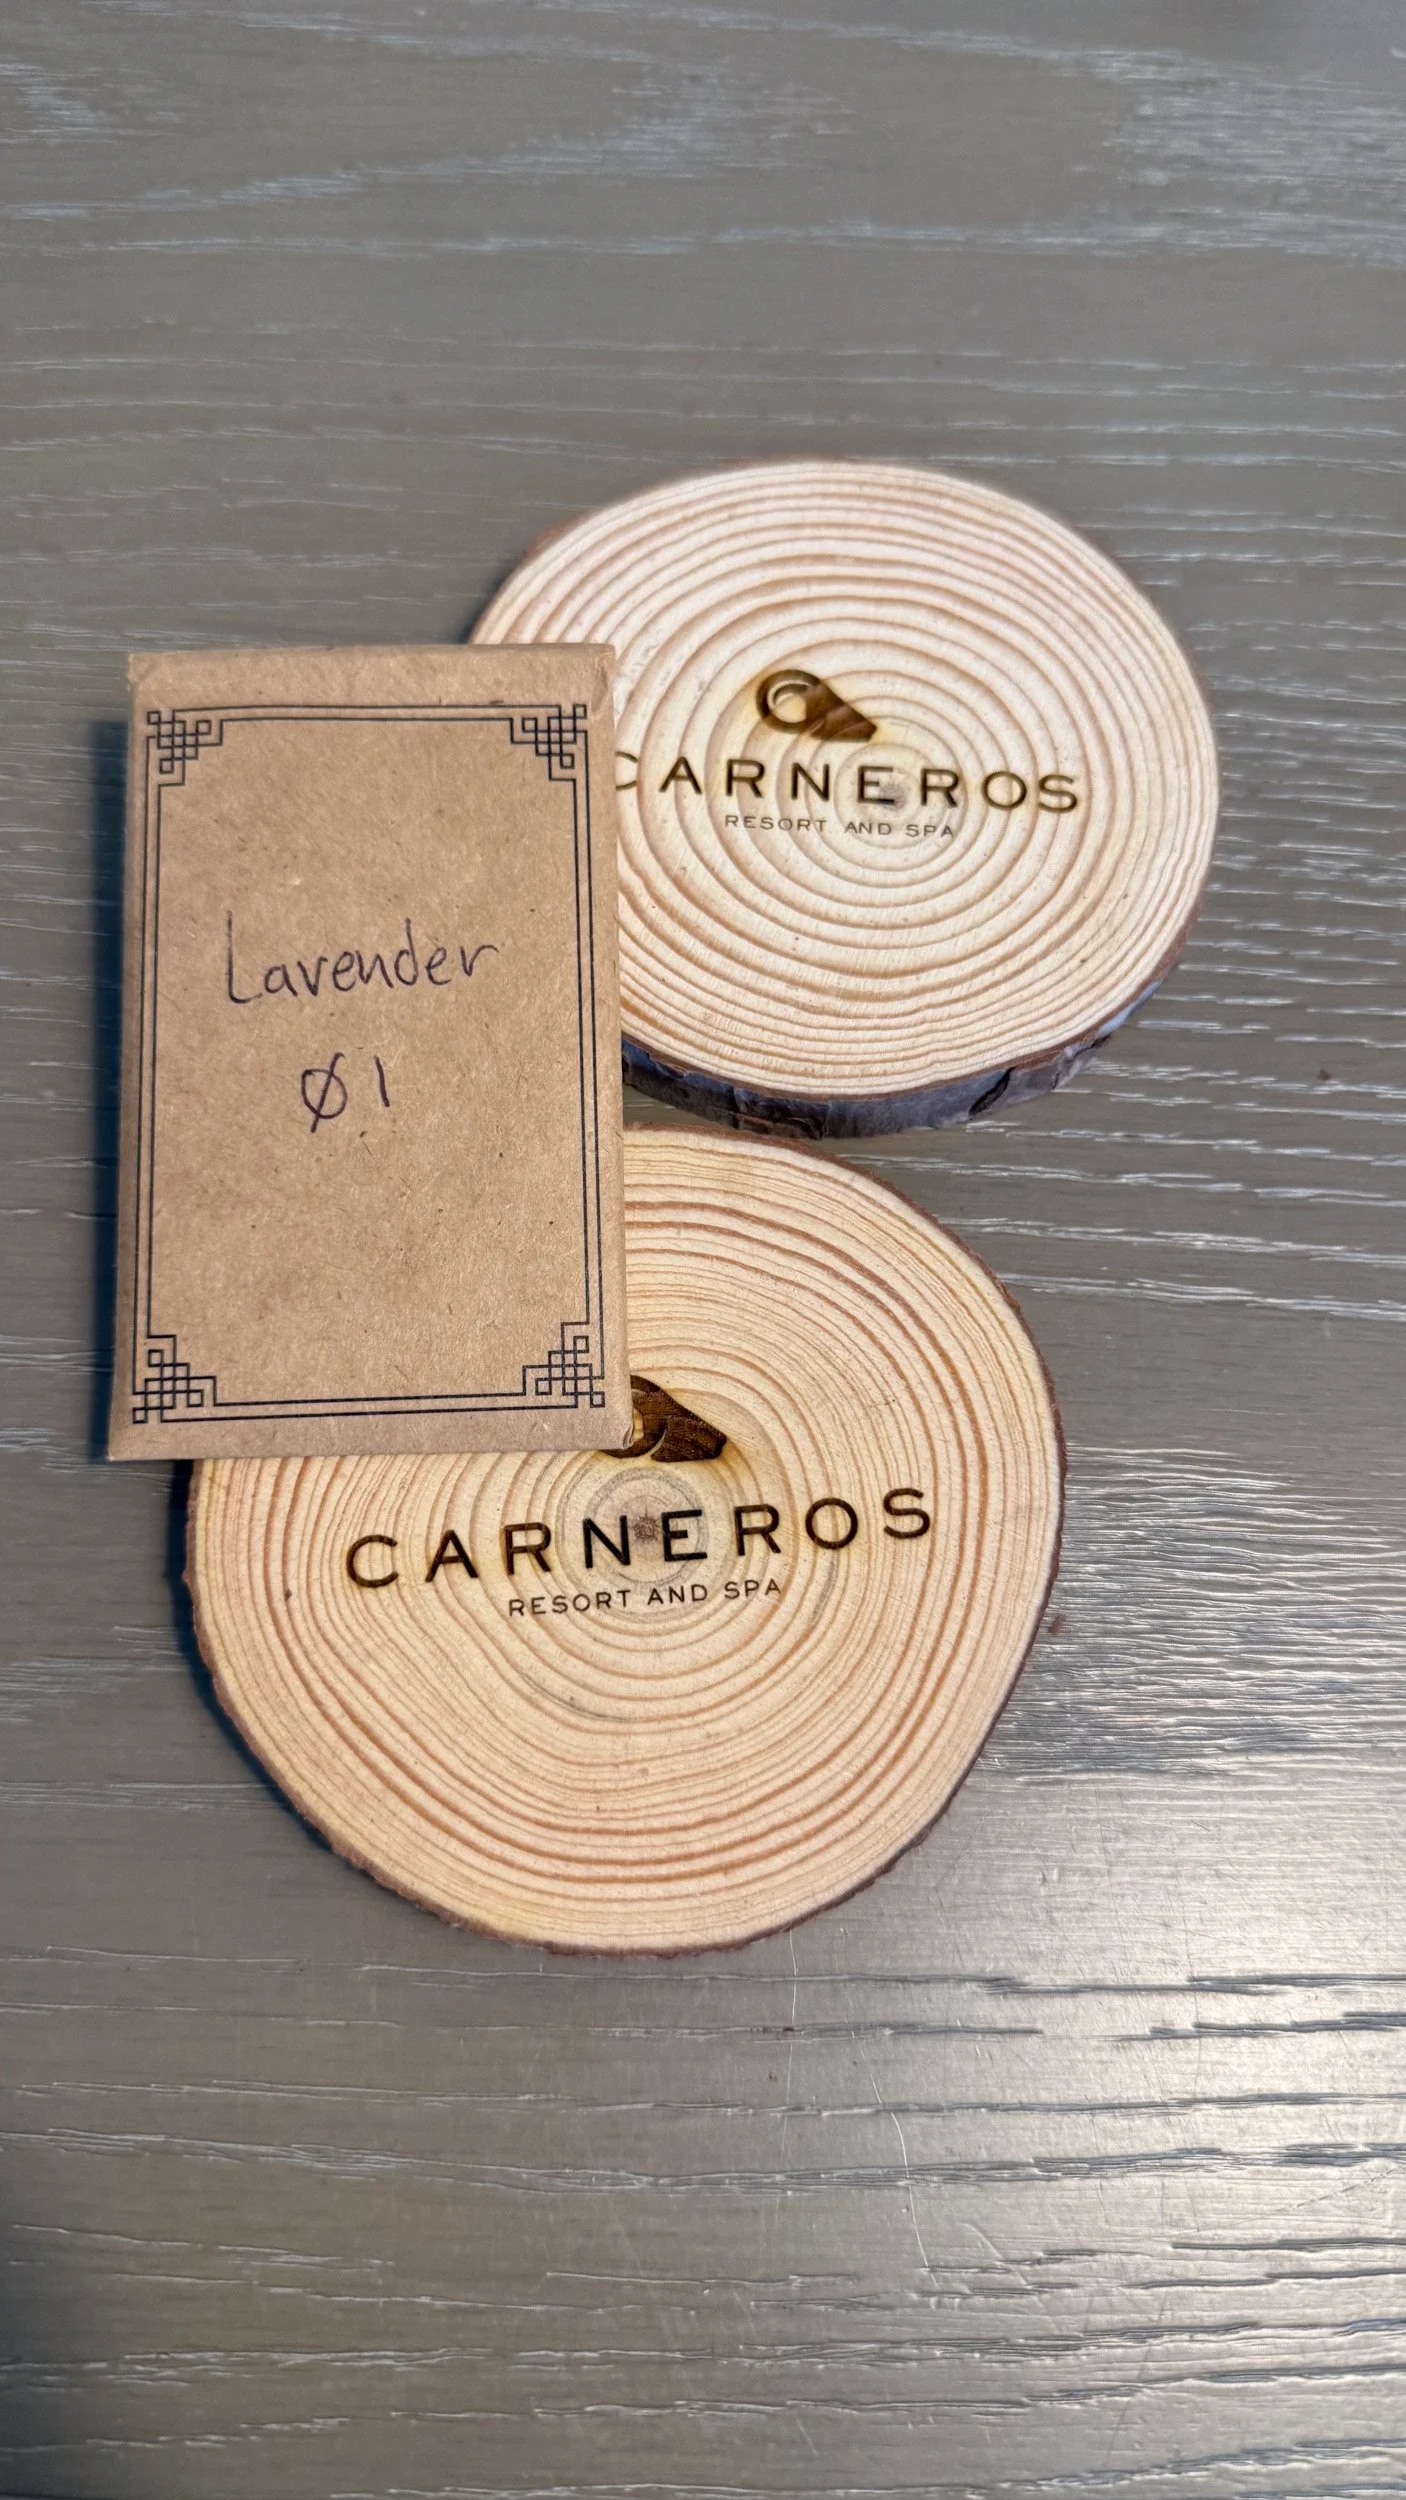 CARNEROS
RESORT AND SPA
Lavender
Ø1
CARNEROS
RESORT AND SPA